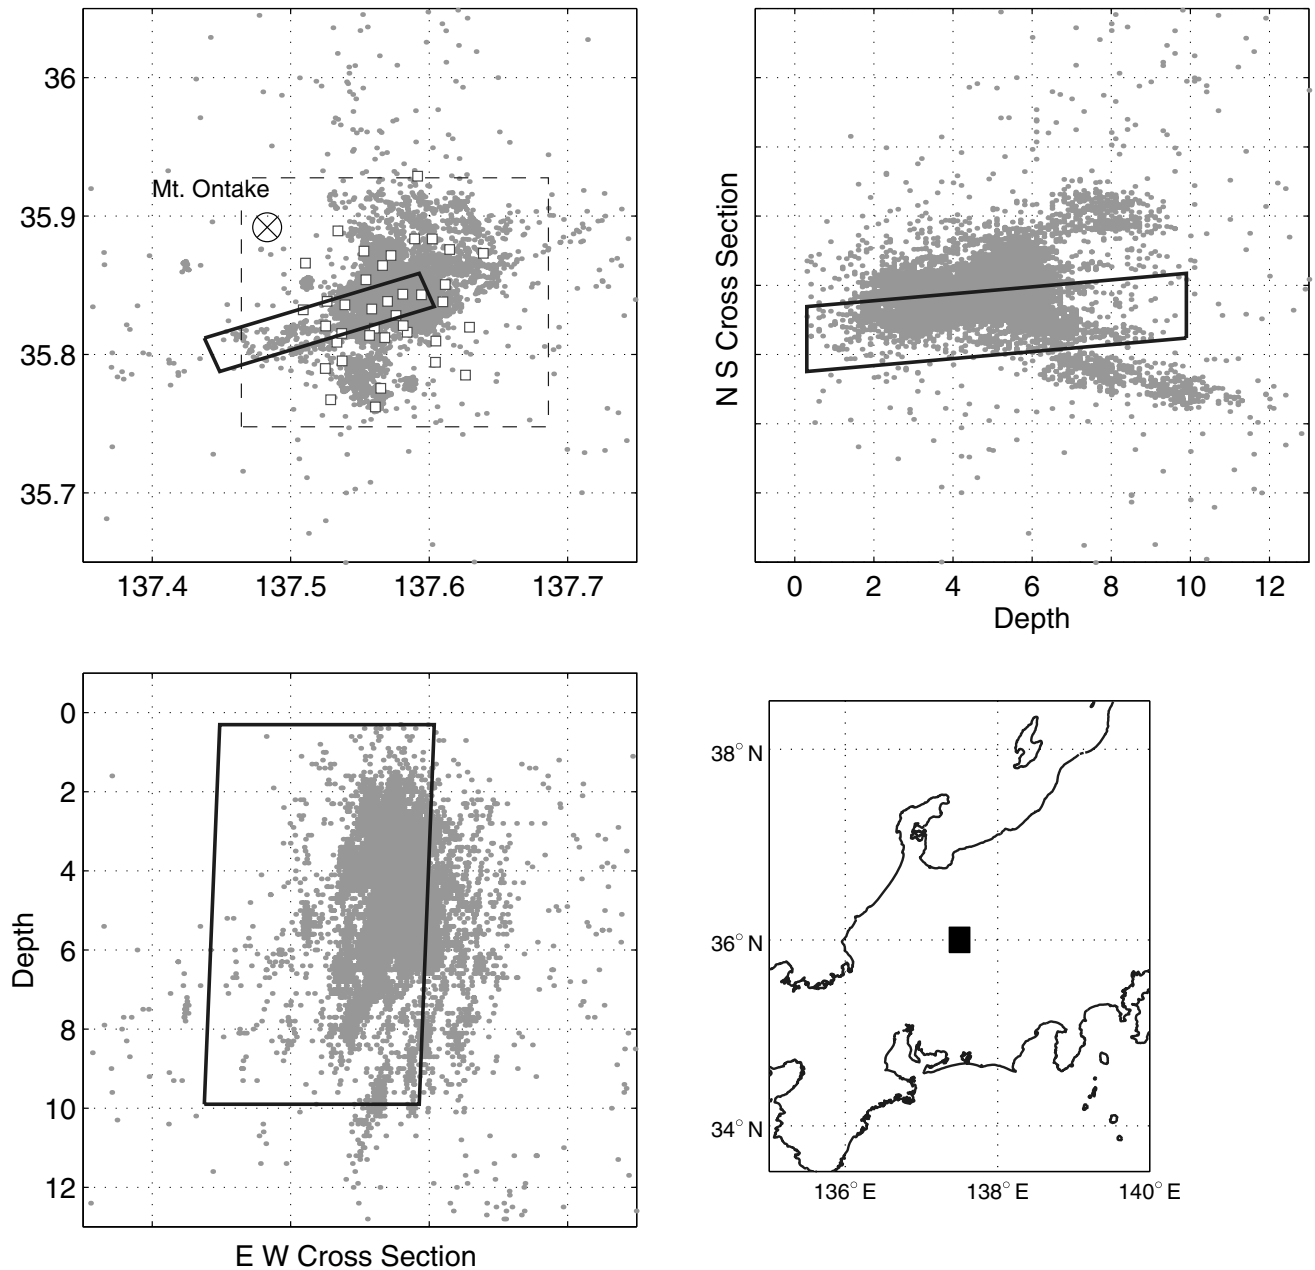 36
Mt. Ontake
35.9
35.8
35.7
137.4 137.5 137.6 137.7
N S Cross Section
0 2 4 6 8 10 12
Depth
0
2
4
6
8
10
12
Depth
E W Cross Section
38° N
36° N
34° N
136° E 138° E 140° E